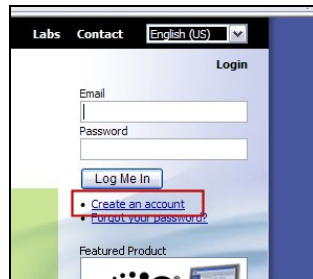 Labs Contact English (US)
Login
Email
Password
Log Me In
Create an account
Forgot your password?
Featured Product